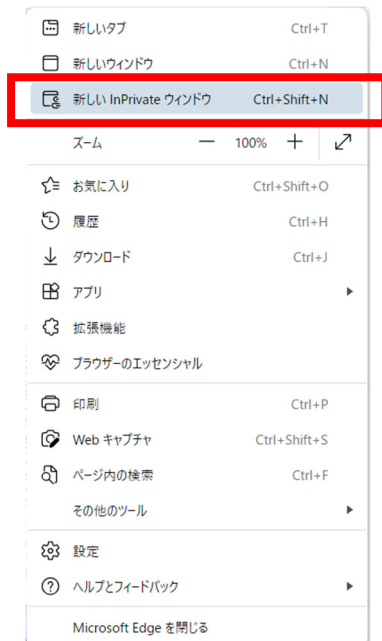 新しいタブ Ctrl+T
新しいウィンドウ Ctrl+N
新しい InPrivate ウィンドウ Ctrl+Shift+N
ズーム — 100% +
お気に入り Ctrl+Shift+O
履歴 Ctrl+H
ダウンロード Ctrl+J
アプリ
拡張機能
ブラウザーのエッセンシャル
印刷 Ctrl+P
Web キャプチャ Ctrl+Shift+S
ページ内の検索 Ctrl+F
その他のツール
設定
ヘルプとフィードバック
Microsoft Edge を閉じる